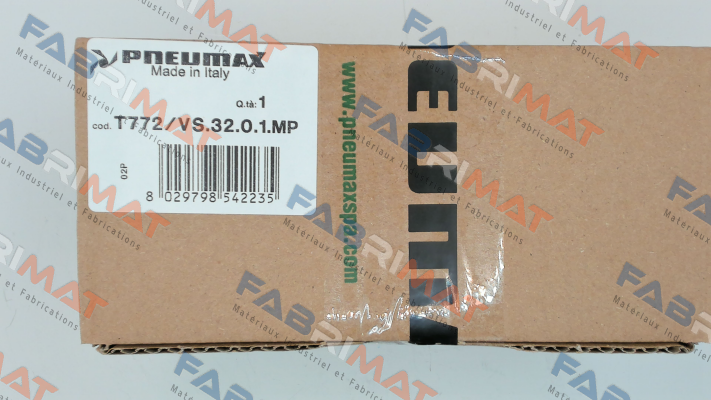 PNEUMAX
Made in Italy
Q.tà: 1
cod. T772/VS.32.0.1.MP
02P
8 029798 542235
www.pneumaxspa.com
FABRIMAT
Matériaux Industriel et Fabrications